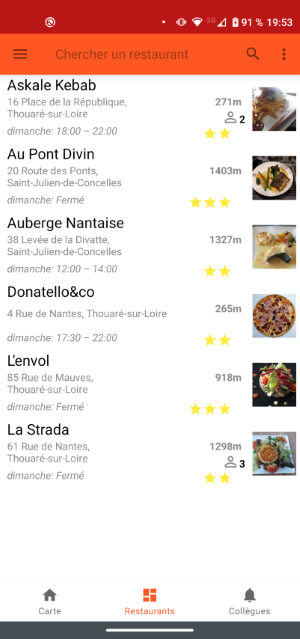 3G 91 % 19:53
Chercher un restaurant
Askale Kebab
16 Place de la République,
Thouaré-sur-Loire
271m
2
dimanche: 18:00 – 22:00
Au Pont Divin
20 Route des Ponts,
Saint-Julien-de-Concelles
1403m
dimanche: Fermé
Auberge Nantaise
38 Levée de la Divatte,
Saint-Julien-de-Concelles
1327m
dimanche: 12:00 – 14:00
Donatello&co
4 Rue de Nantes, Thouaré-sur-Loire
265m
dimanche: 17:30 – 22:00
L'envol
85 Rue de Mauves,
Thouaré-sur-Loire
918m
dimanche: Fermé
La Strada
61 Rue de Nantes,
Thouaré-sur-Loire
1298m
3
dimanche: Fermé
Carte Restaurants Collègues